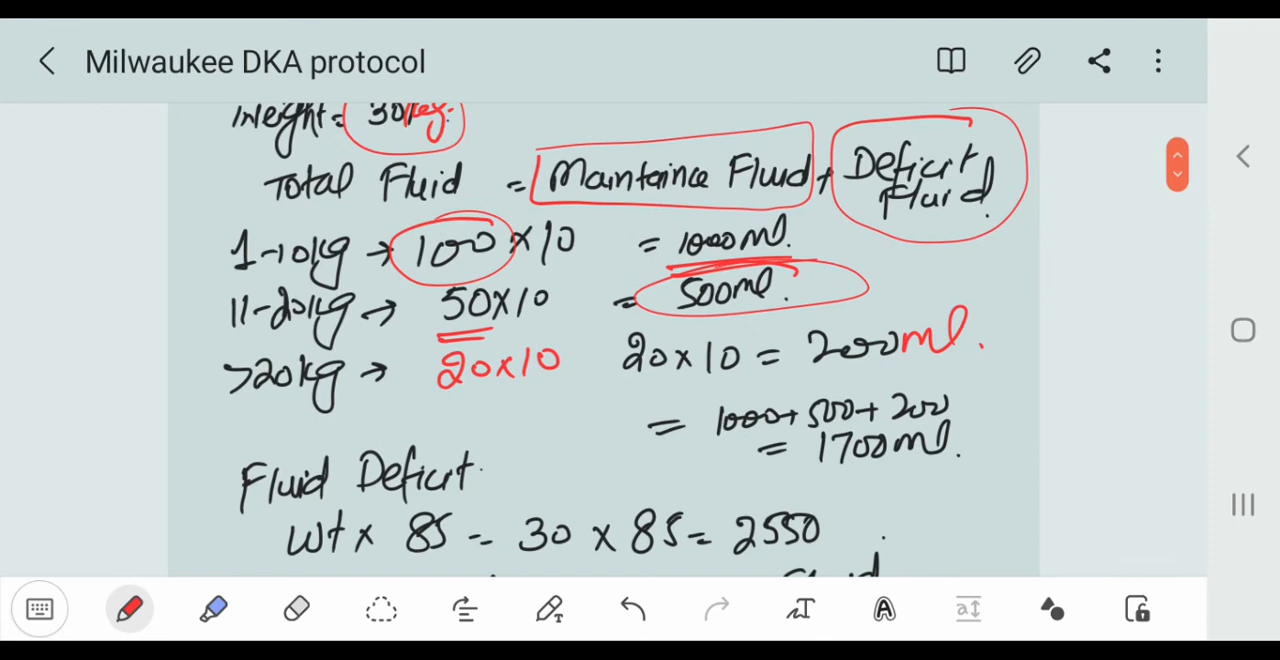 Milwaukee DKA protocol
Weight = 30kg.
Total Fluid = Maintaince Fluid + Deficit Fluid.
1-10kg → 100 x 10 = 1000ml.
11-20kg → 50x10 = 500ml.
>20kg → 20x10 20x10 = 200ml.
= 1000+500+200
= 1700ml.
Fluid Deficit.
Wt x 85 = 30 x 85 = 2550